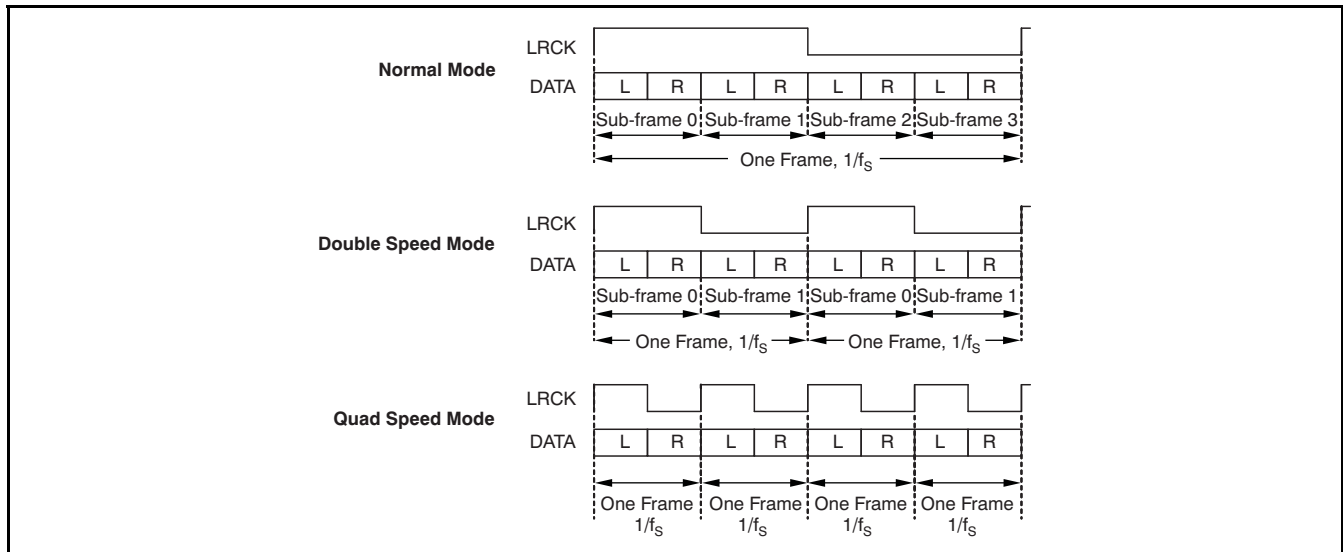 LRCK
Normal Mode
DATA L R L R L R L R
Sub-frame 0 Sub-frame 1 Sub-frame 2 Sub-frame 3
One Frame, 1/fS
LRCK
Double Speed Mode
DATA L R L R L R L R
Sub-frame 0 Sub-frame 1 Sub-frame 0 Sub-frame 1
One Frame, 1/fS One Frame, 1/fS
LRCK
Quad Speed Mode
DATA L R L R L R L R
One Frame One Frame One Frame One Frame
1/fS 1/fS 1/fS 1/fS